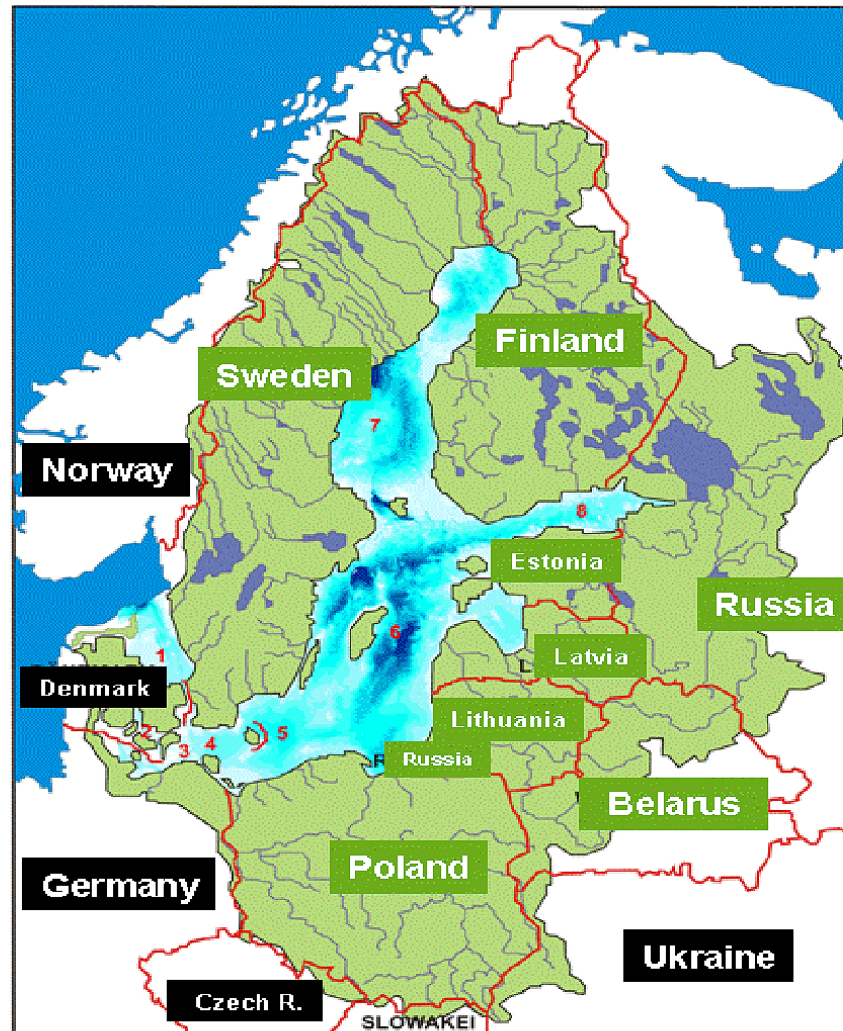 Finland
Sweden
7
Norway
8
Estonia
Russia
6
1
Latvia
L
Denmark
Lithuania
2
3
4
5
R
Russia
Belarus
Poland
Germany
Ukraine
Czech R.
SLOWAKEI